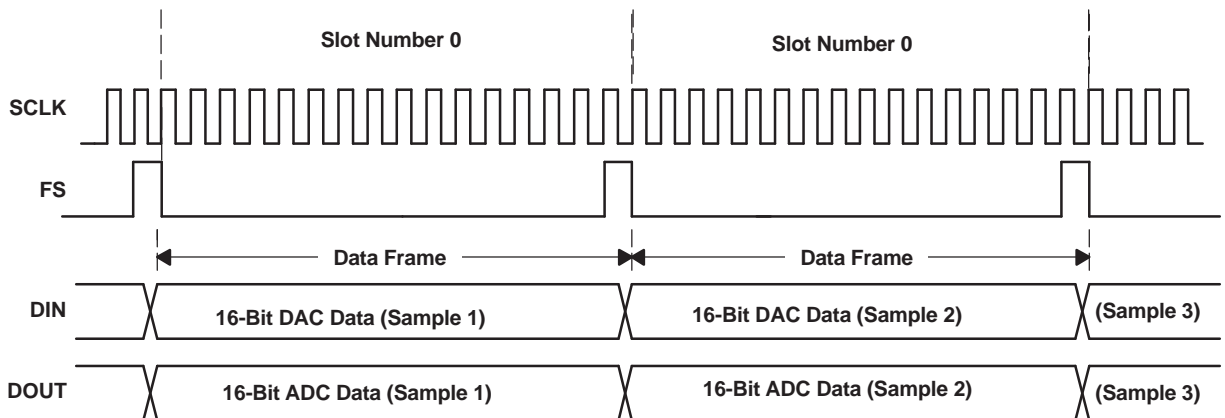 Slot Number 0
Slot Number 0
SCLK
FS
Data Frame
Data Frame
DIN
16-Bit DAC Data (Sample 1)
16-Bit DAC Data (Sample 2)
(Sample 3)
DOUT
16-Bit ADC Data (Sample 1)
16-Bit ADC Data (Sample 2)
(Sample 3)